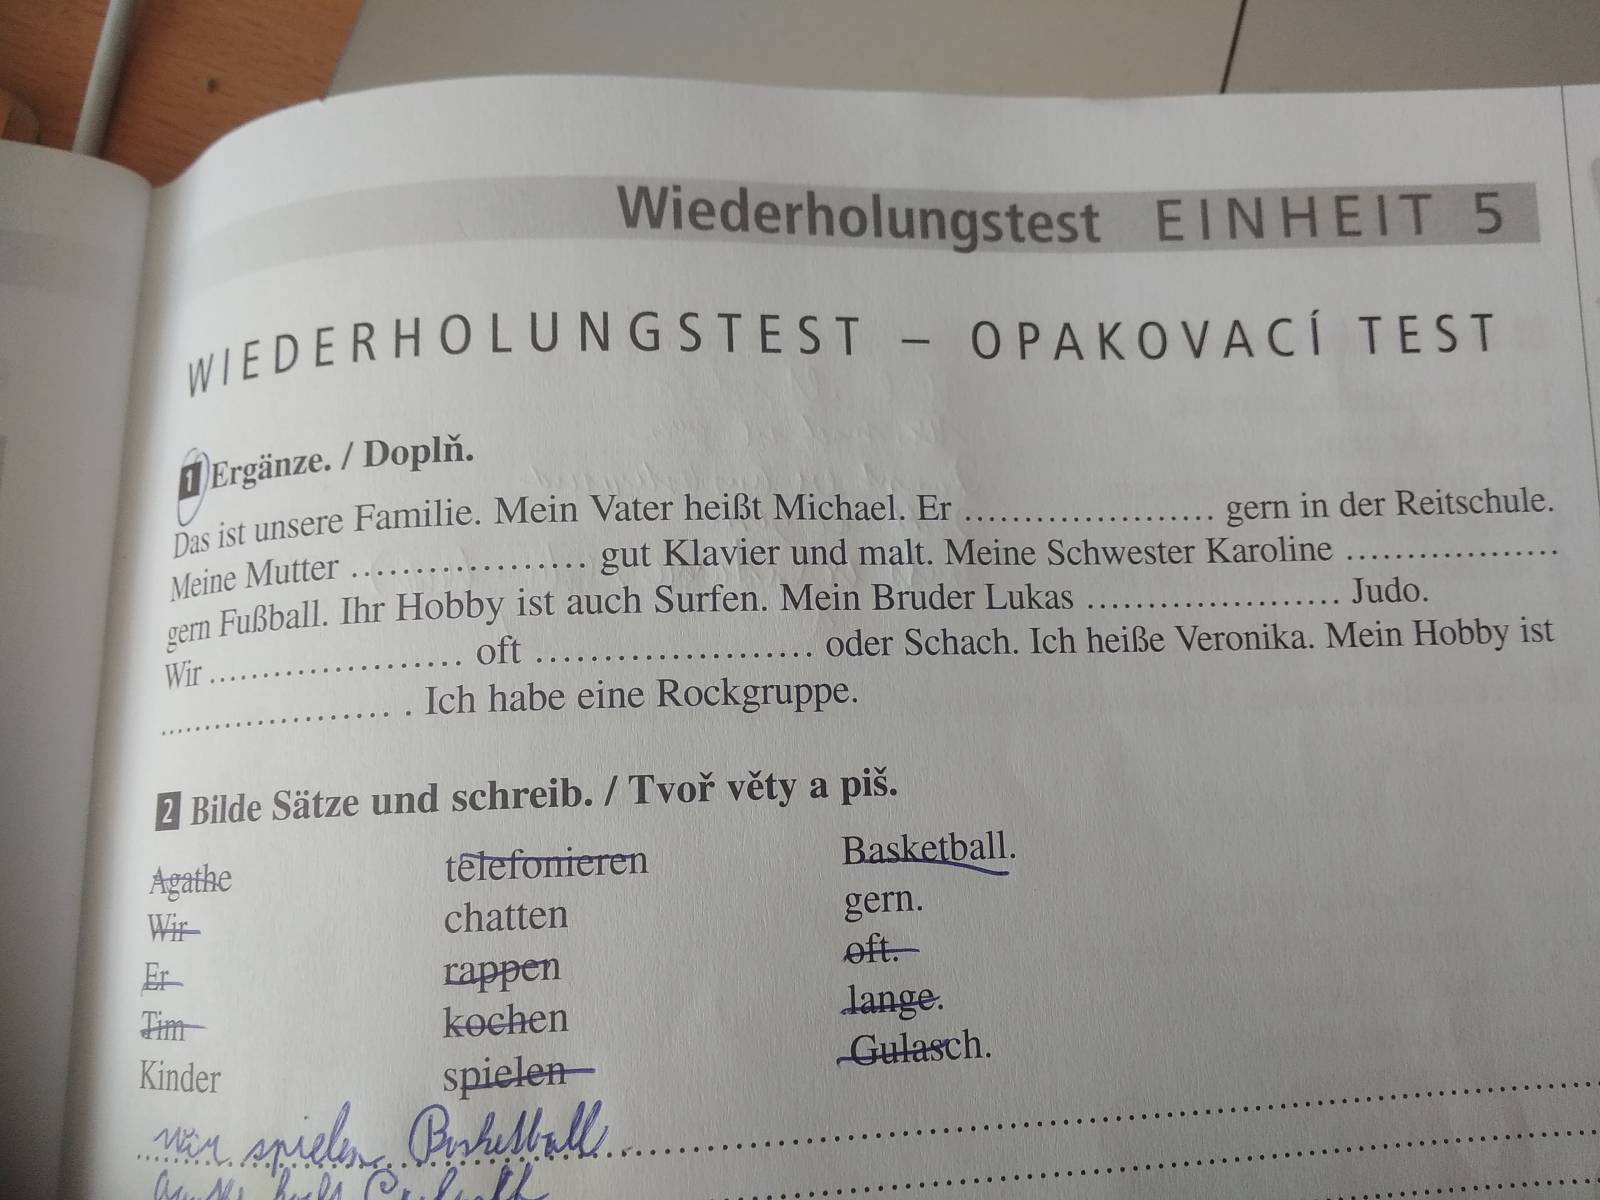 Wiederholungstest EINHEIT 5
WIEDERHOLUNGSTEST – OPAKOVACÍ TEST
1 Ergänze. / Doplň.
Das ist unsere Familie. Mein Vater heißt Michael. Er ..................... gern in der Reitschule.
Meine Mutter .................. gut Klavier und malt. Meine Schwester Karoline ..................
gern Fußball. Ihr Hobby ist auch Surfen. Mein Bruder Lukas ..................... Judo.
Wir .................... oft ...................... oder Schach. Ich heiße Veronika. Mein Hobby ist
.................... . Ich habe eine Rockgruppe.
2 Bilde Sätze und schreib. / Tvoř věty a piš.
Agathe telefonieren Basketball.
Wir chatten gern.
Er rappen oft.
Tim kochen lange.
Kinder spielen Gulasch.
wir spielen Basketball